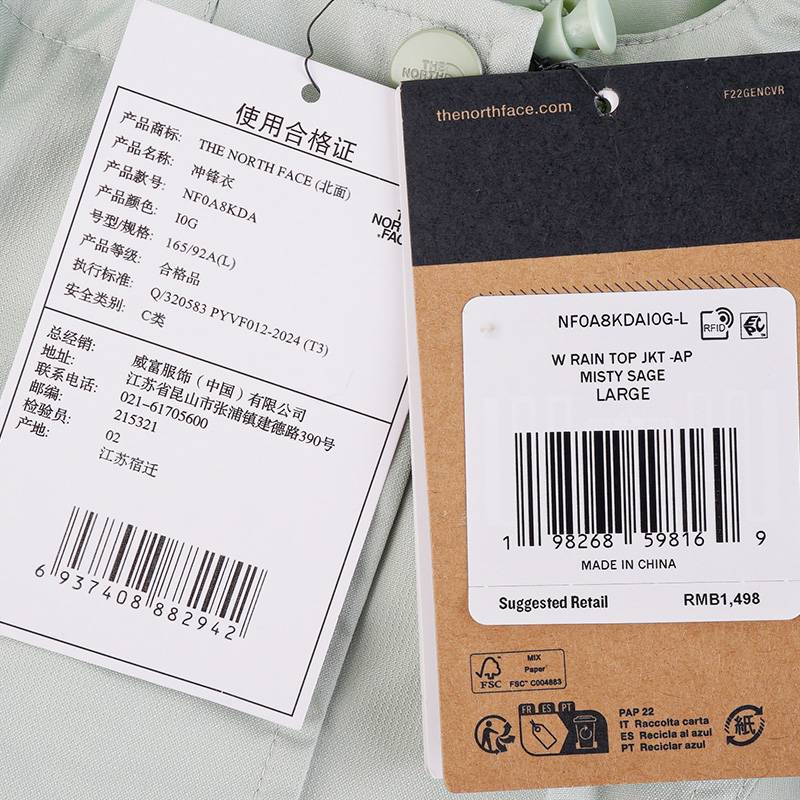 THE
NORTH
使用合格证
产品商标: THE NORTH FACE (北面)
产品名称: 冲锋衣
产品款号: NF0A8KDA
产品颜色: I0G
号型/规格: 165/92A(L)
产品等级: 合格品
执行标准: Q/320583 PYVF012-2024 (T3)
安全类别: C类
总经销: 威富服饰（中国）有限公司
地址: 江苏省昆山市张浦镇建德路390号
联系电话: 021-61705600
邮编: 215321
检验员: 02
产地: 江苏宿迁
6 937408 882942
THE
NORTH
FACE
thenorthface.com
F22GENCVR
NF0A8KDAI0G-L
RFID
EPC
W RAIN TOP JKT -AP
MISTY SAGE
LARGE
1 98268 59816 9
MADE IN CHINA
Suggested Retail RMB1,498
FSC
MIX
Paper
FSC™ C004883
FR ES PT
PAP 22
IT Raccolta carta
ES Recicla al azul
PT Reciclar azul
紙